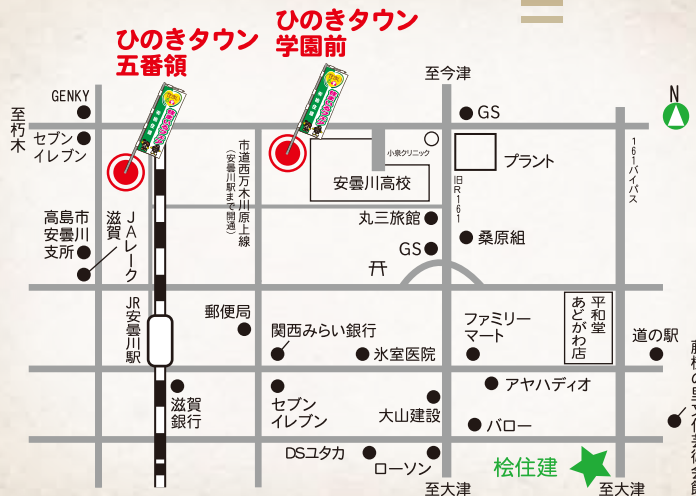 ひのきタウン
五番領
ひのきタウン
学園前
至今津
N
GENKY
至朽木
セブン
イレブン
GS
プラント
161バイパス
小泉クリニック
安曇川高校
旧R161
市道西万木川原上線
(安曇川駅まで開通)
高島市
安曇川
支所
JAレーク
滋賀
丸三旅館
GS
桑原組
JR安曇川駅
郵便局
関西みらい銀行
氷室医院
ファミリー
マート
平和堂
あどがわ店
道の駅
滋賀
銀行
セブン
イレブン
大山建設
アヤハディオ
バロー
DSユタカ
ローソン
桧住建
至大津
至大津